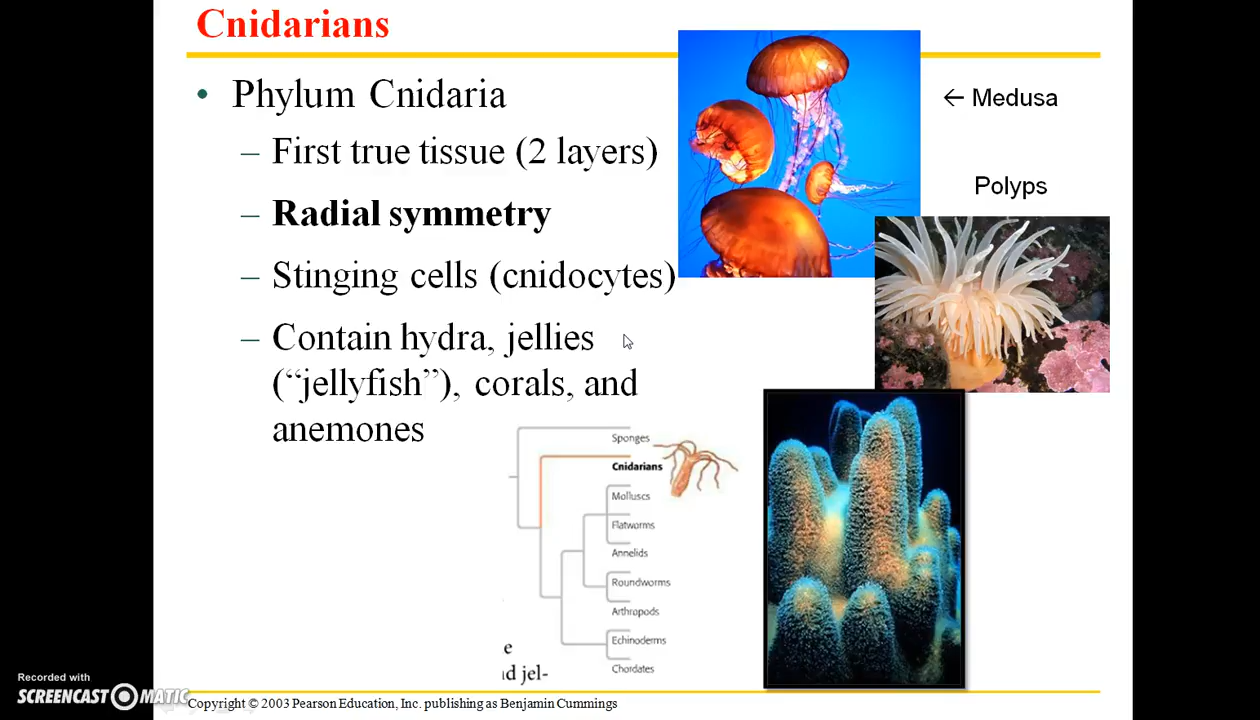 Cnidarians
• Phylum Cnidaria
– First true tissue (2 layers)
– Radial symmetry
– Stinging cells (cnidocytes)
– Contain hydra, jellies
(“jellyfish”), corals, and
anemones
← Medusa
Polyps
Sponges
Cnidarians
Molluscs
Flatworms
Annelids
Roundworms
Arthropods
Echinoderms
Chordates
e
d jel-
Recorded with
SCREENCAST MATIC
Copyright © 2003 Pearson Education, Inc. publishing as Benjamin Cummings